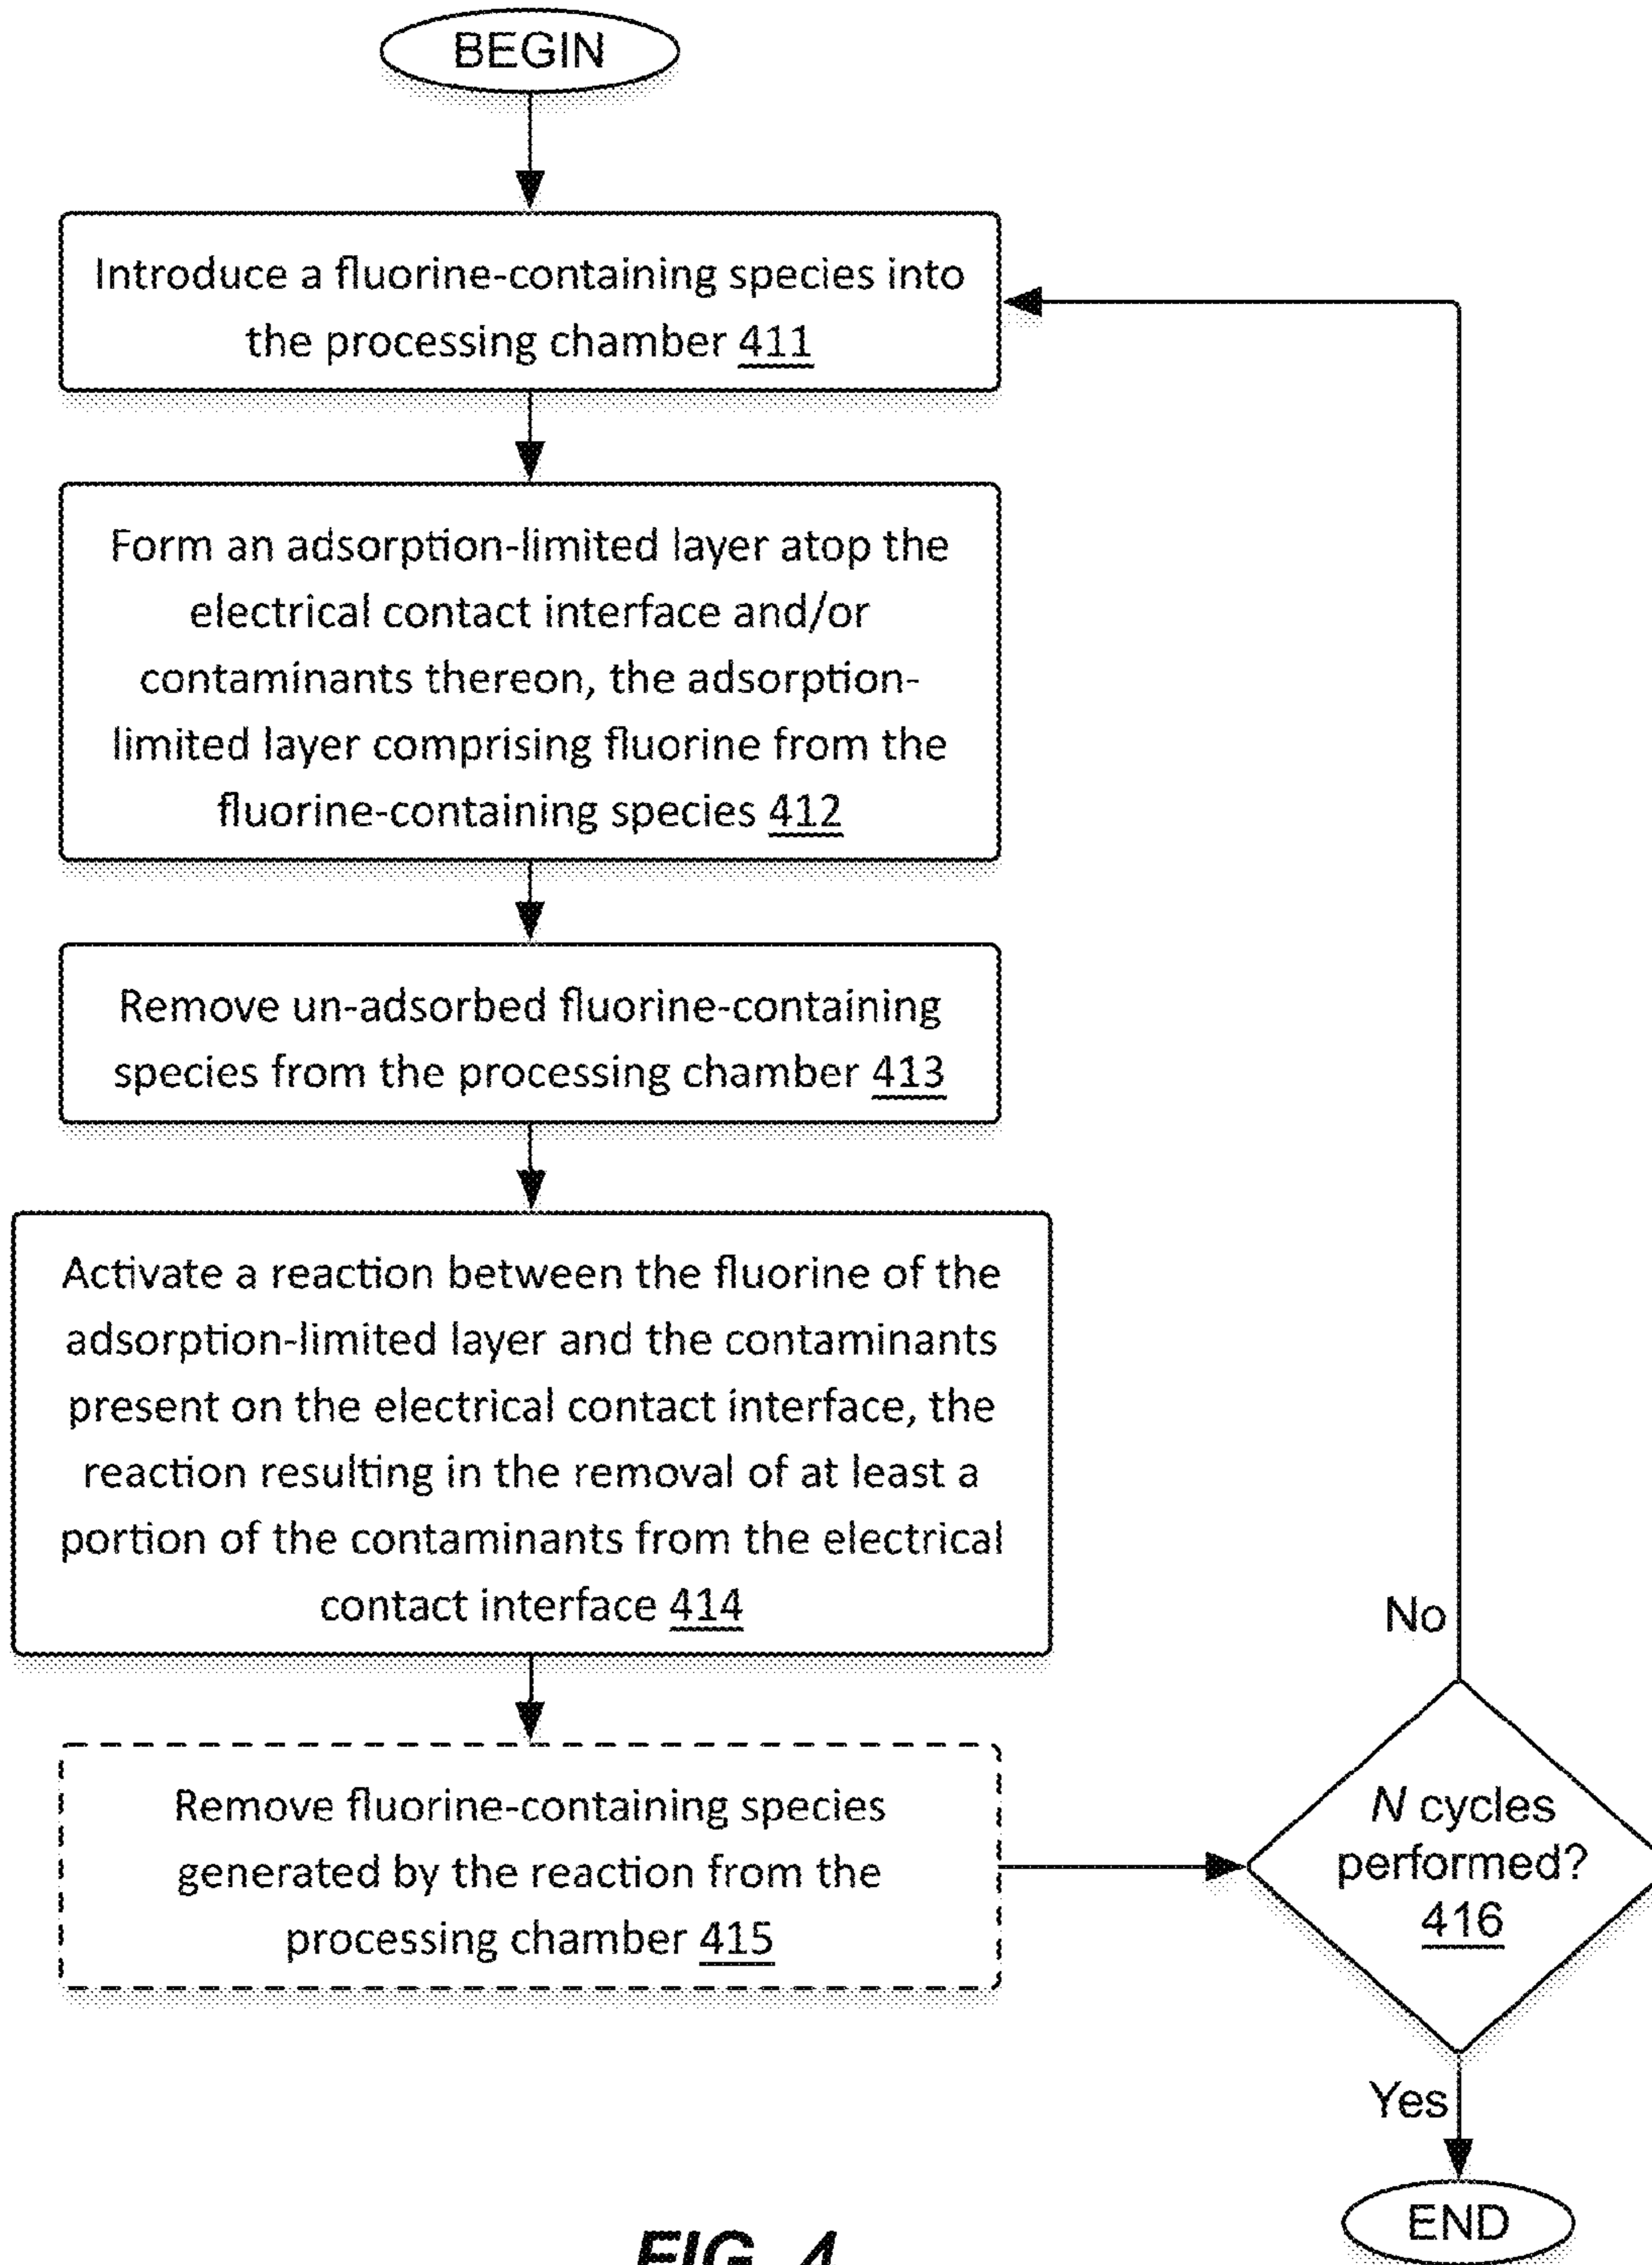 BEGIN
Introduce a fluorine-containing species into
the processing chamber 411
Form an adsorption-limited layer atop the
electrical contact interface and/or
contaminants thereon, the adsorption-
limited layer comprising fluorine from the
fluorine-containing species 412
Remove un-adsorbed fluorine-containing
species from the processing chamber 413
Activate a reaction between the fluorine of the
adsorption-limited layer and the contaminants
present on the electrical contact interface, the
reaction resulting in the removal of at least a
portion of the contaminants from the electrical
contact interface 414
Remove fluorine-containing species
generated by the reaction from the
processing chamber 415
No
N cycles
performed?
416
Yes
END
FIG. 4